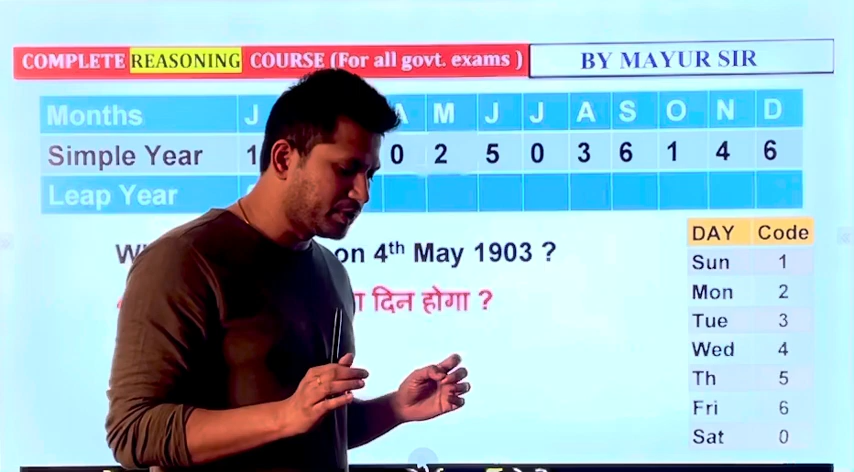 COMPLETE REASONING COURSE (For all govt. exams ) BY MAYUR SIR
Months J A M J J A S O N D
Simple Year 1 0 2 5 0 3 6 1 4 6
Leap Year
on 4th May 1903 ?
दिन होगा ?
DAY Code
Sun 1
Mon 2
Tue 3
Wed 4
Th 5
Fri 6
Sat 0